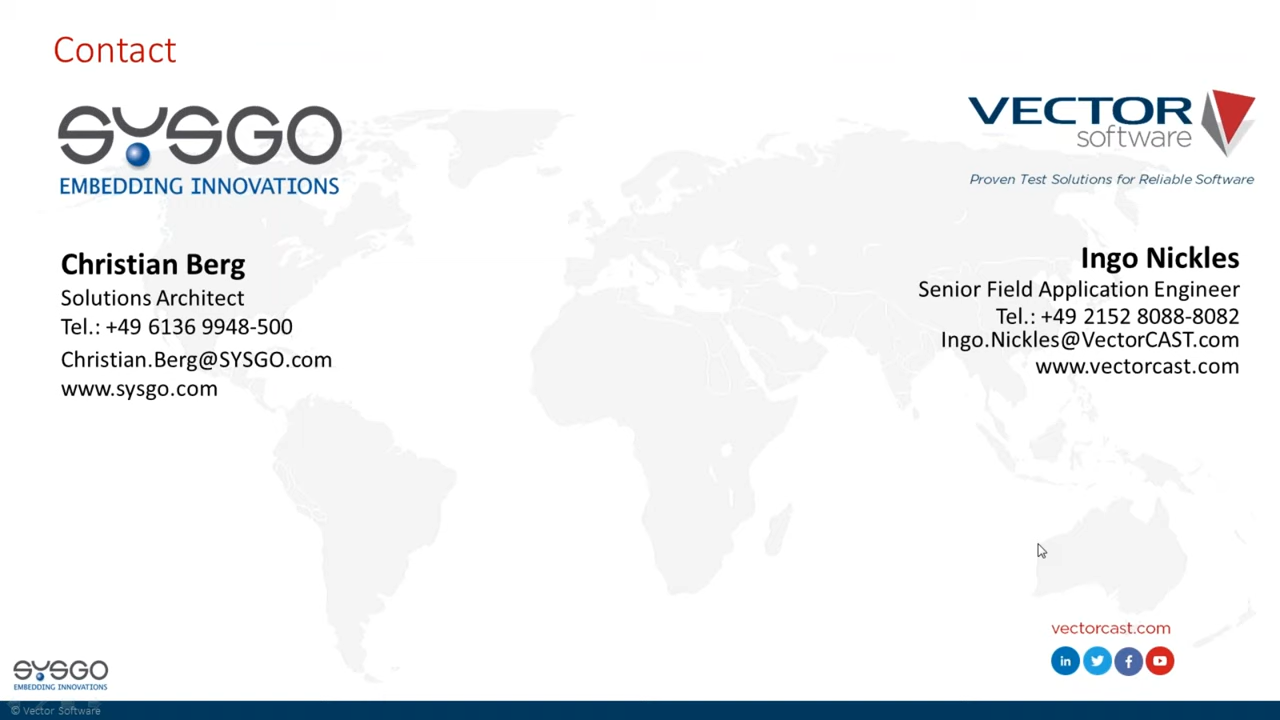 Contact
SYSGO
EMBEDDING INNOVATIONS
VECTOR
software
Proven Test Solutions for Reliable Software
Christian Berg
Solutions Architect
Tel.: +49 6136 9948-500
Christian.Berg@SYSGO.com
www.sysgo.com
Ingo Nickles
Senior Field Application Engineer
Tel.: +49 2152 8088-8082
Ingo.Nickles@VectorCAST.com
www.vectorcast.com
vectorcast.com
in f
SYSGO
EMBEDDING INNOVATIONS
© Vector Software